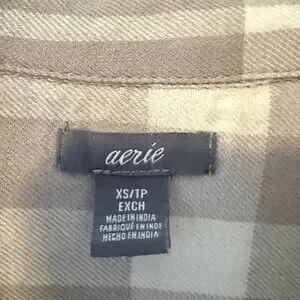 aerie
XS/TP
EXCH
MADE IN INDIA
FABRIQUÉ EN INDE
HECHO EN INDIA